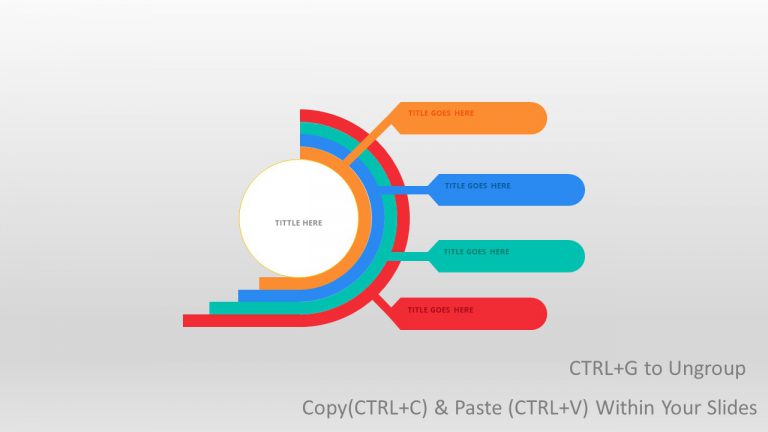 TITLE GOES HERE
TITLE GOES HERE
TITTLE HERE
TITLE GOES HERE
TITLE GOES HERE
CTRL+G to Ungroup
Copy(CTRL+C) & Paste (CTRL+V) Within Your Slides